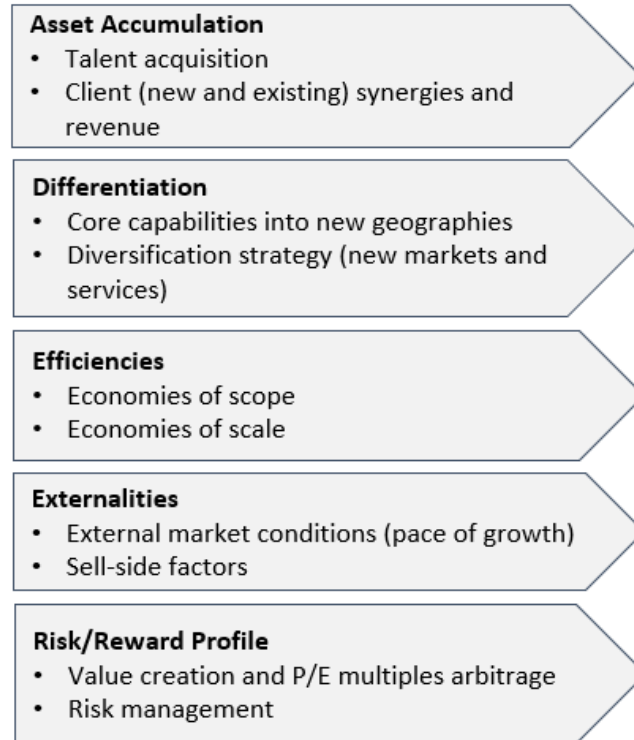 Asset Accumulation
• Talent acquisition
• Client (new and existing) synergies and
revenue
Differentiation
• Core capabilities into new geographies
• Diversification strategy (new markets and
services)
Efficiencies
• Economies of scope
• Economies of scale
Externalities
• External market conditions (pace of growth)
• Sell-side factors
Risk/Reward Profile
• Value creation and P/E multiples arbitrage
• Risk management